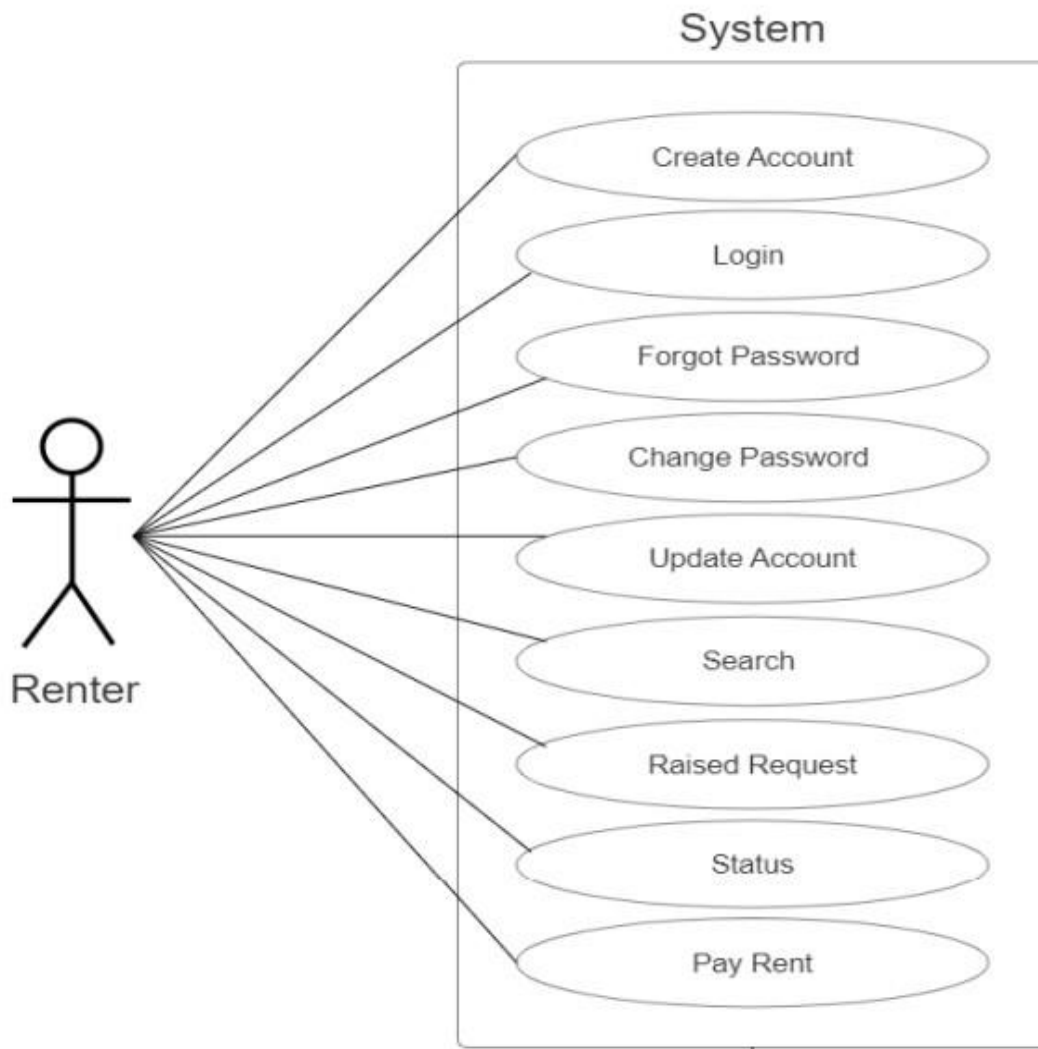 System
Create Account
Login
Forgot Password
Change Password
Update Account
Search
Renter
Raised Request
Status
Pay Rent